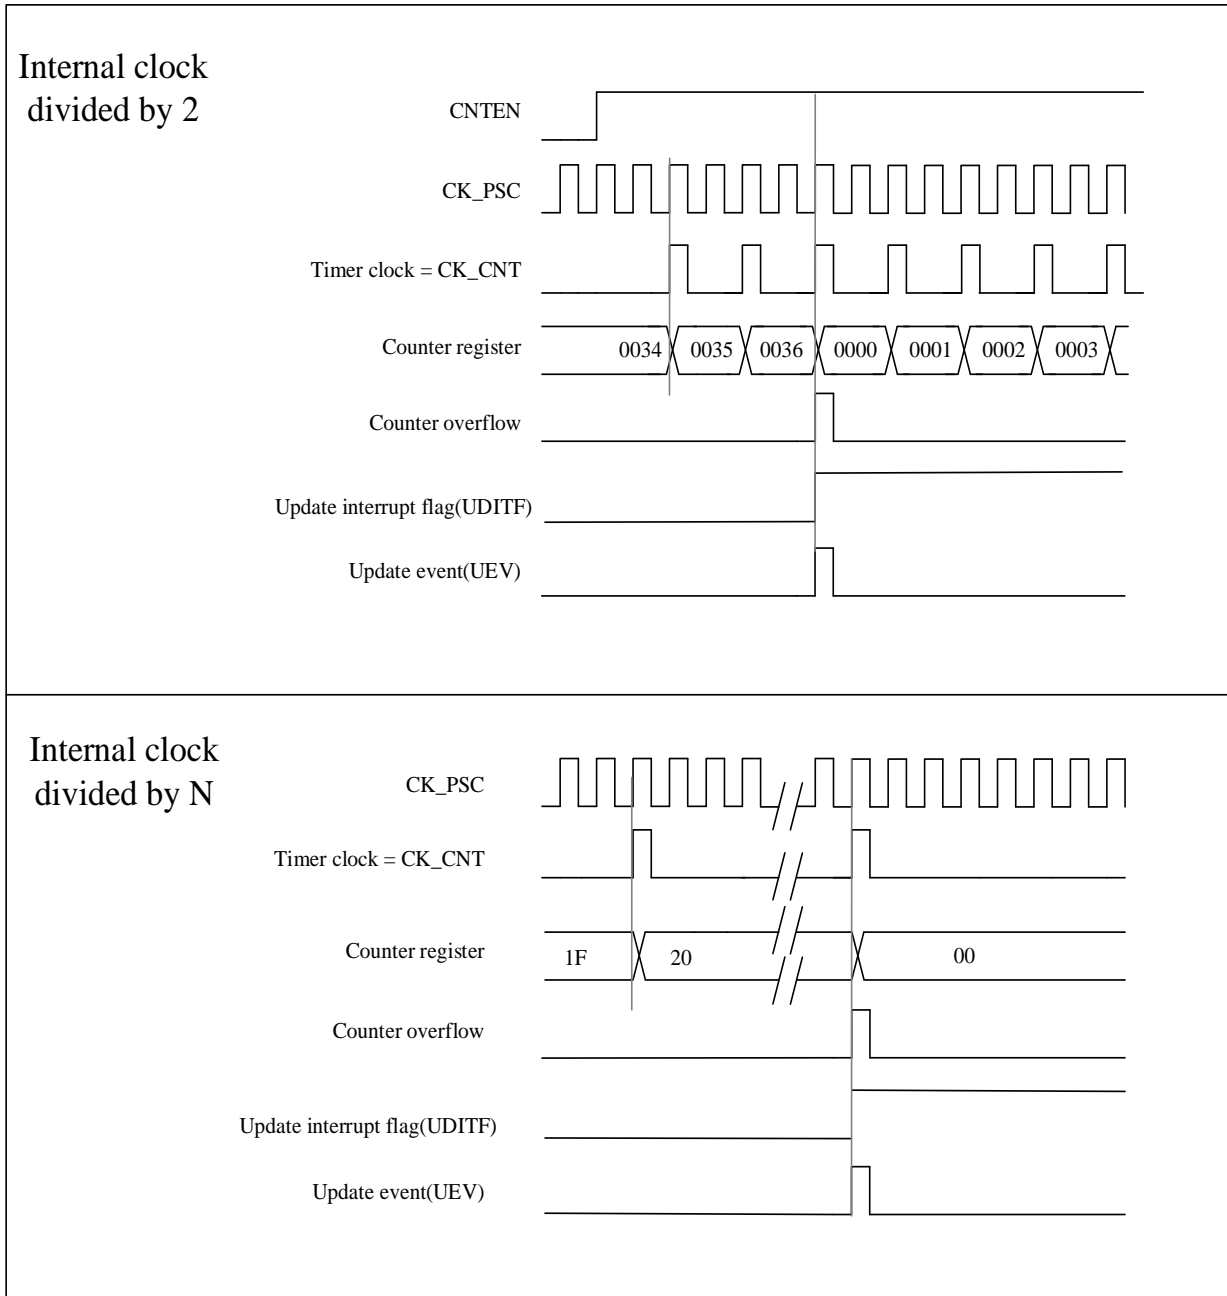 Internal clock
divided by 2
CNTEN
CK_PSC
Timer clock = CK_CNT
Counter register
0034 0035 0036 0000 0001 0002 0003
Counter overflow
Update interrupt flag(UDITF)
Update event(UEV)
Internal clock
divided by N
CK_PSC
Timer clock = CK_CNT
Counter register
1F 20 00
Counter overflow
Update interrupt flag(UDITF)
Update event(UEV)